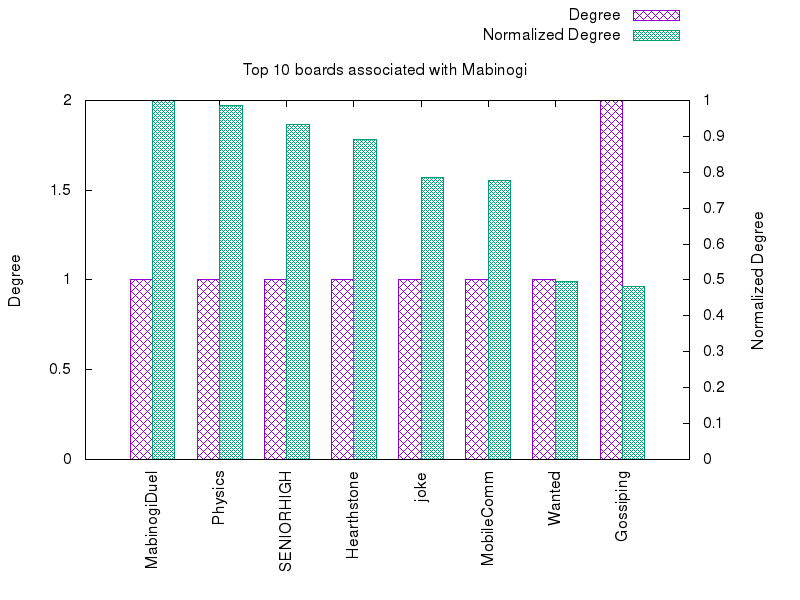 Degree
Normalized Degree
Top 10 boards associated with Mabinogi
2
1.5
1
0.5
0
Degree
1
0.9
0.8
0.7
0.6
0.5
0.4
0.3
0.2
0.1
0
Normalized Degree
MabinogiDuel
Physics
SENIORHIGH
Hearthstone
joke
MobileComm
Wanted
Gossiping